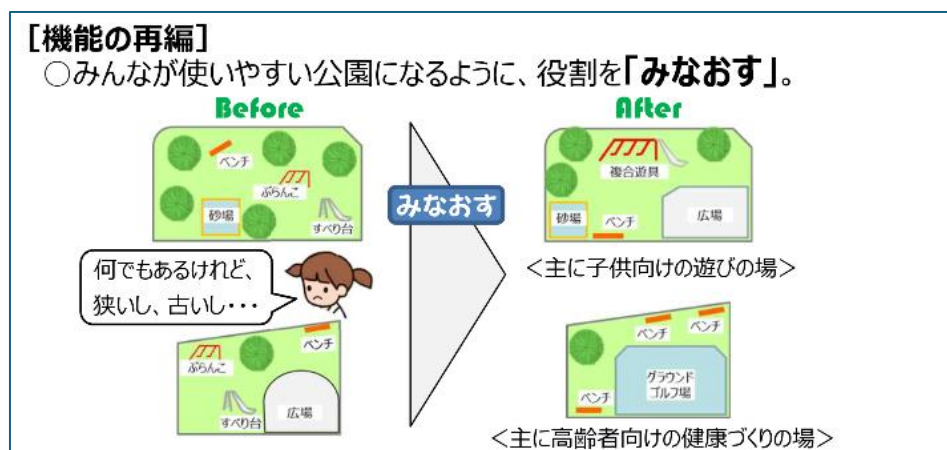 ［機能の再編］
○みんなが使いやすい公園になるように、役割を「みなおす」。
Before
ベンチ
ぶらんこ
砂場
すべり台
何でもあるけれど、
狭いし、古いし・・・
ベンチ
ぶらんこ
すべり台
広場
みなおす
After
複合遊具
砂場
ベンチ
広場
＜主に子供向けの遊びの場＞
ベンチ
ベンチ
グラウンド
ゴルフ場
ベンチ
＜主に高齢者向けの健康づくりの場＞